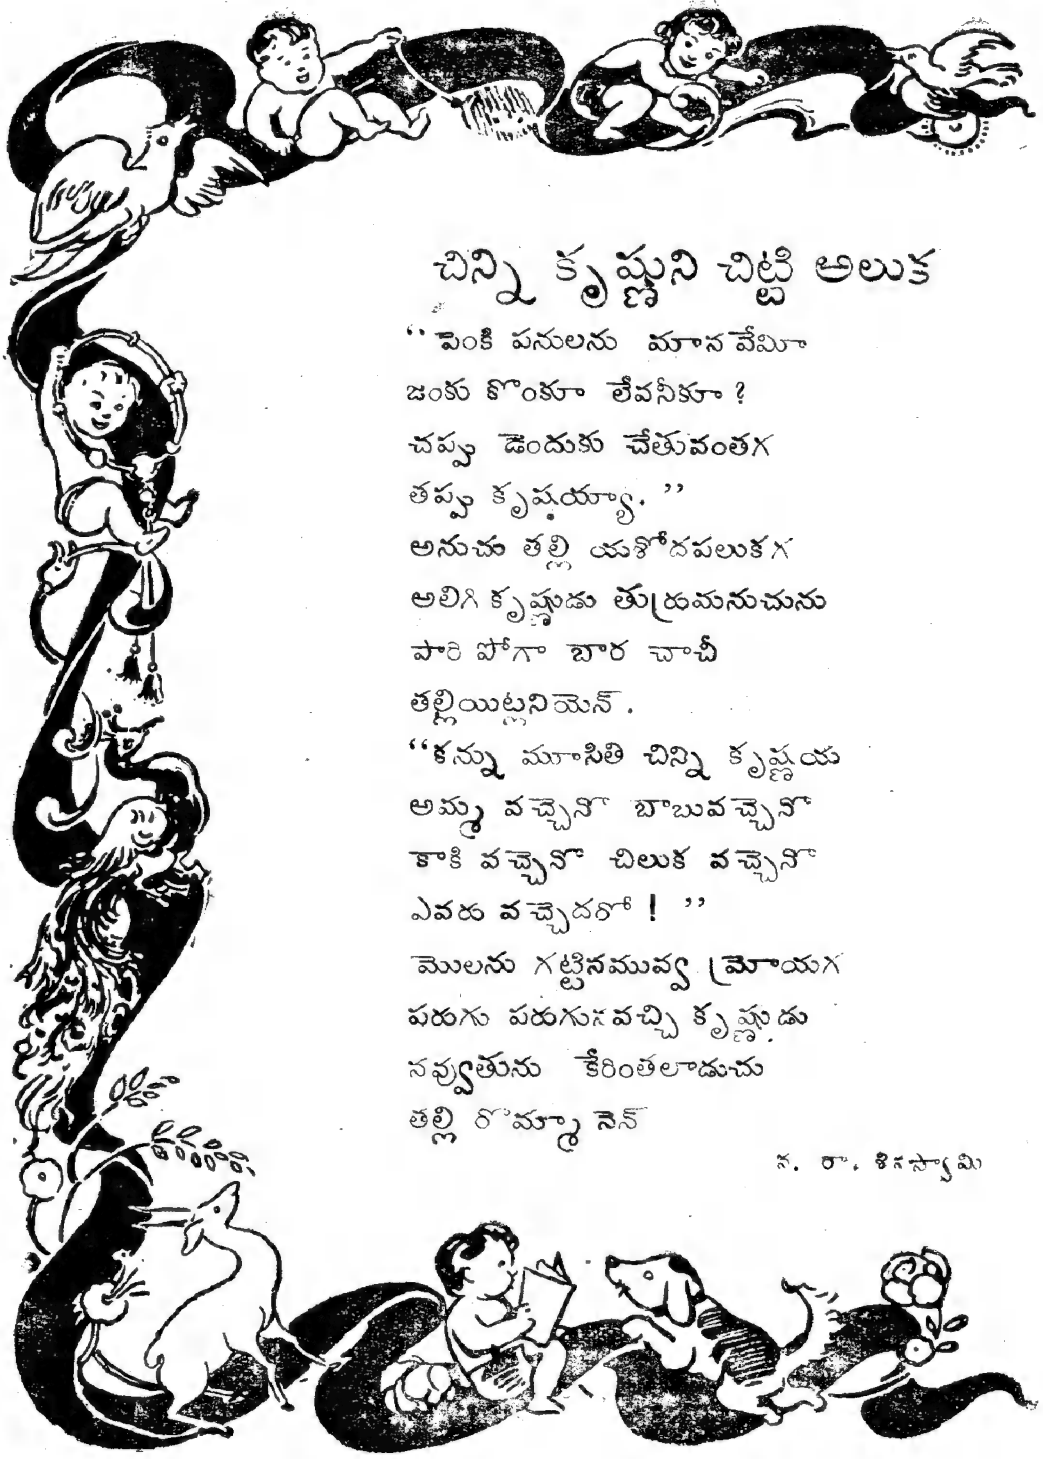 చిన్ని కృష్ణుని చిట్టి అలుక
“పెంకి పనులను మానవేమీ
జంకు కొంకూ లేవనీకూ ?
చప్పు డెందుకు చేతువంతగ
తప్పు కృష్ణయ్యా. ”
అనుచు తల్లి యశోదపలుకగ
అలిగి కృష్ణుడు తుర్రుమనుచును
పారి పోగా బార చాచీ
తల్లియిట్లనియెన్ .
“కన్ను మూసితి చిన్ని కృష్ణయ
అమ్మ వచ్చెనొ బాబువచ్చెనొ
కాకి వచ్చెనొ చిలుక వచ్చెనొ
ఎవరు వచ్చెదరో ! ”
మొలను గట్టినమువ్వ మ్రోయగ
పరుగు పరుగునవచ్చి కృష్ణుడు
నవ్వుతును కేరింతలాడుచు
తల్లి రొమ్మానెన్
న. రా. శివస్వామి